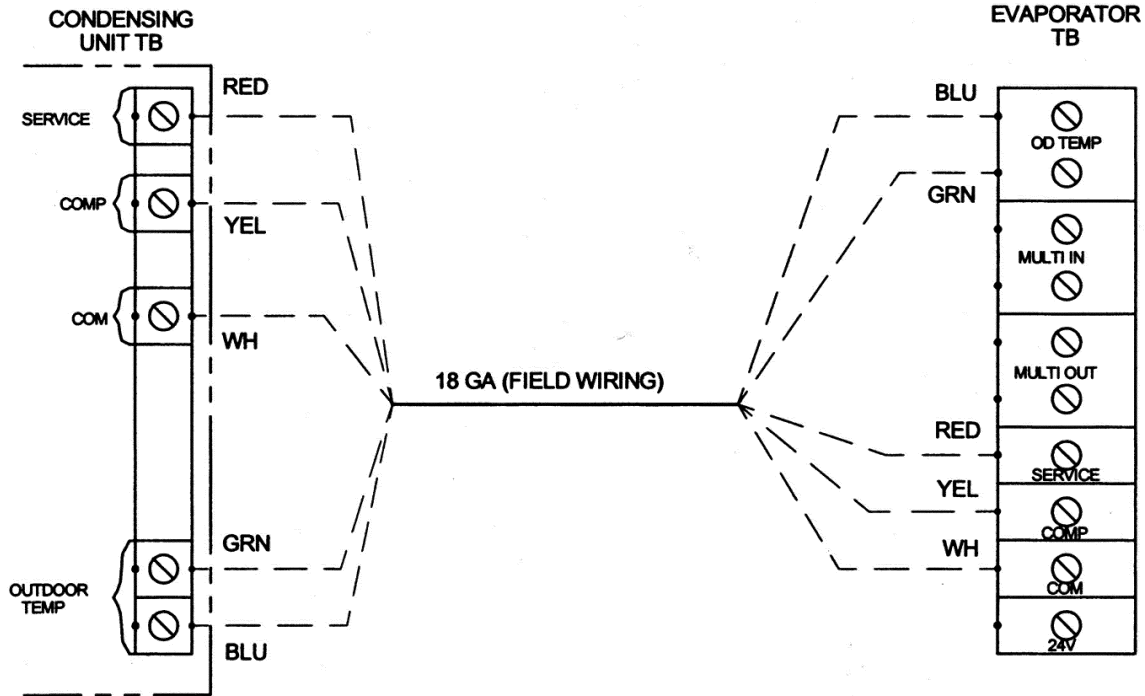 CONDENSING
UNIT TB
EVAPORATOR
TB
SERVICE
RED
COMP
YEL
COM
WH
OUTDOOR
TEMP
GRN
BLU
18 GA (FIELD WIRING)
BLU
GRN
RED
YEL
WH
OD TEMP
MULTI IN
MULTI OUT
SERVICE
COMP
COM
24V